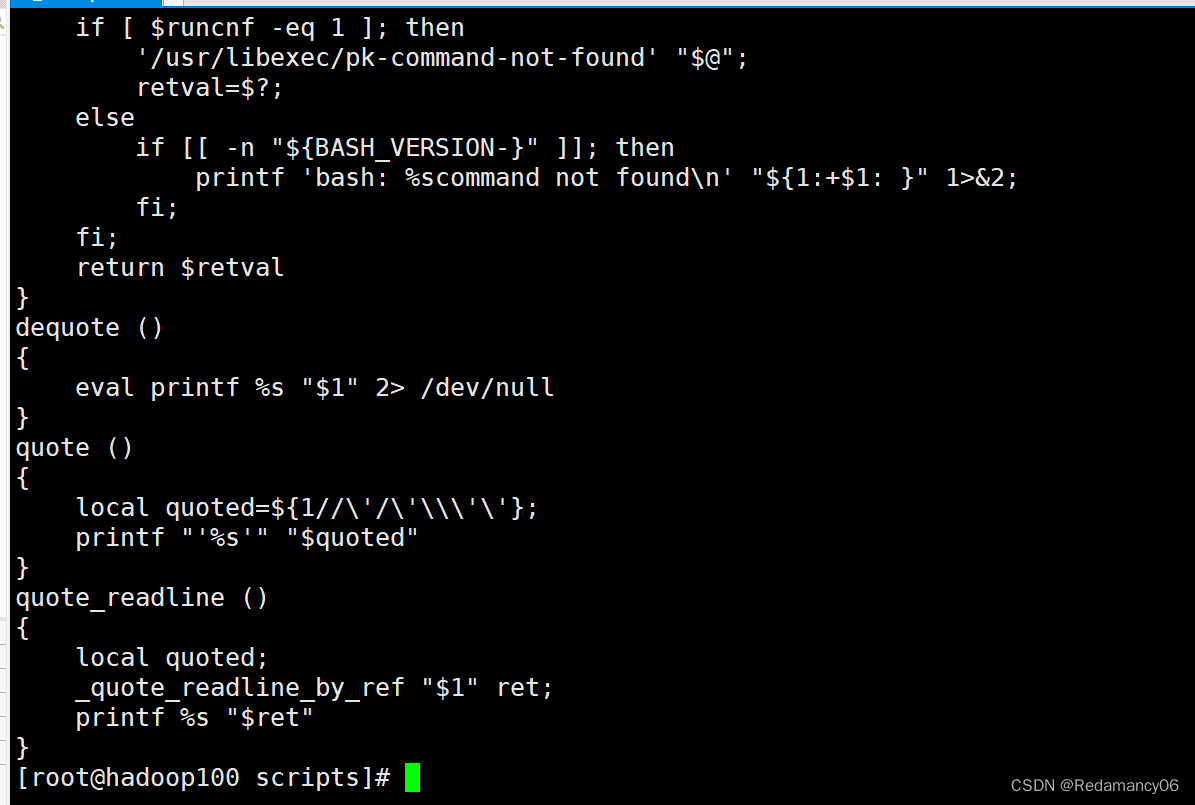 if [ $runcnf -eq 1 ]; then
        '/usr/libexec/pk-command-not-found' "$@";
        retval=$?;
    else
        if [[ -n "${BASH_VERSION-}" ]]; then
            printf 'bash: %scommand not found\n' "${1:+$1: }" 1>&2;
        fi;
    fi;
    return $retval
}
dequote ()
{
    eval printf %s "$1" 2> /dev/null
}
quote ()
{
    local quoted=${1//\'/\'\\\'\'};
    printf "'%s'" "$quoted"
}
quote_readline ()
{
    local quoted;
    _quote_readline_by_ref "$1" ret;
    printf %s "$ret"
}
[root@hadoop100 scripts]#
CSDN @Redamancy06